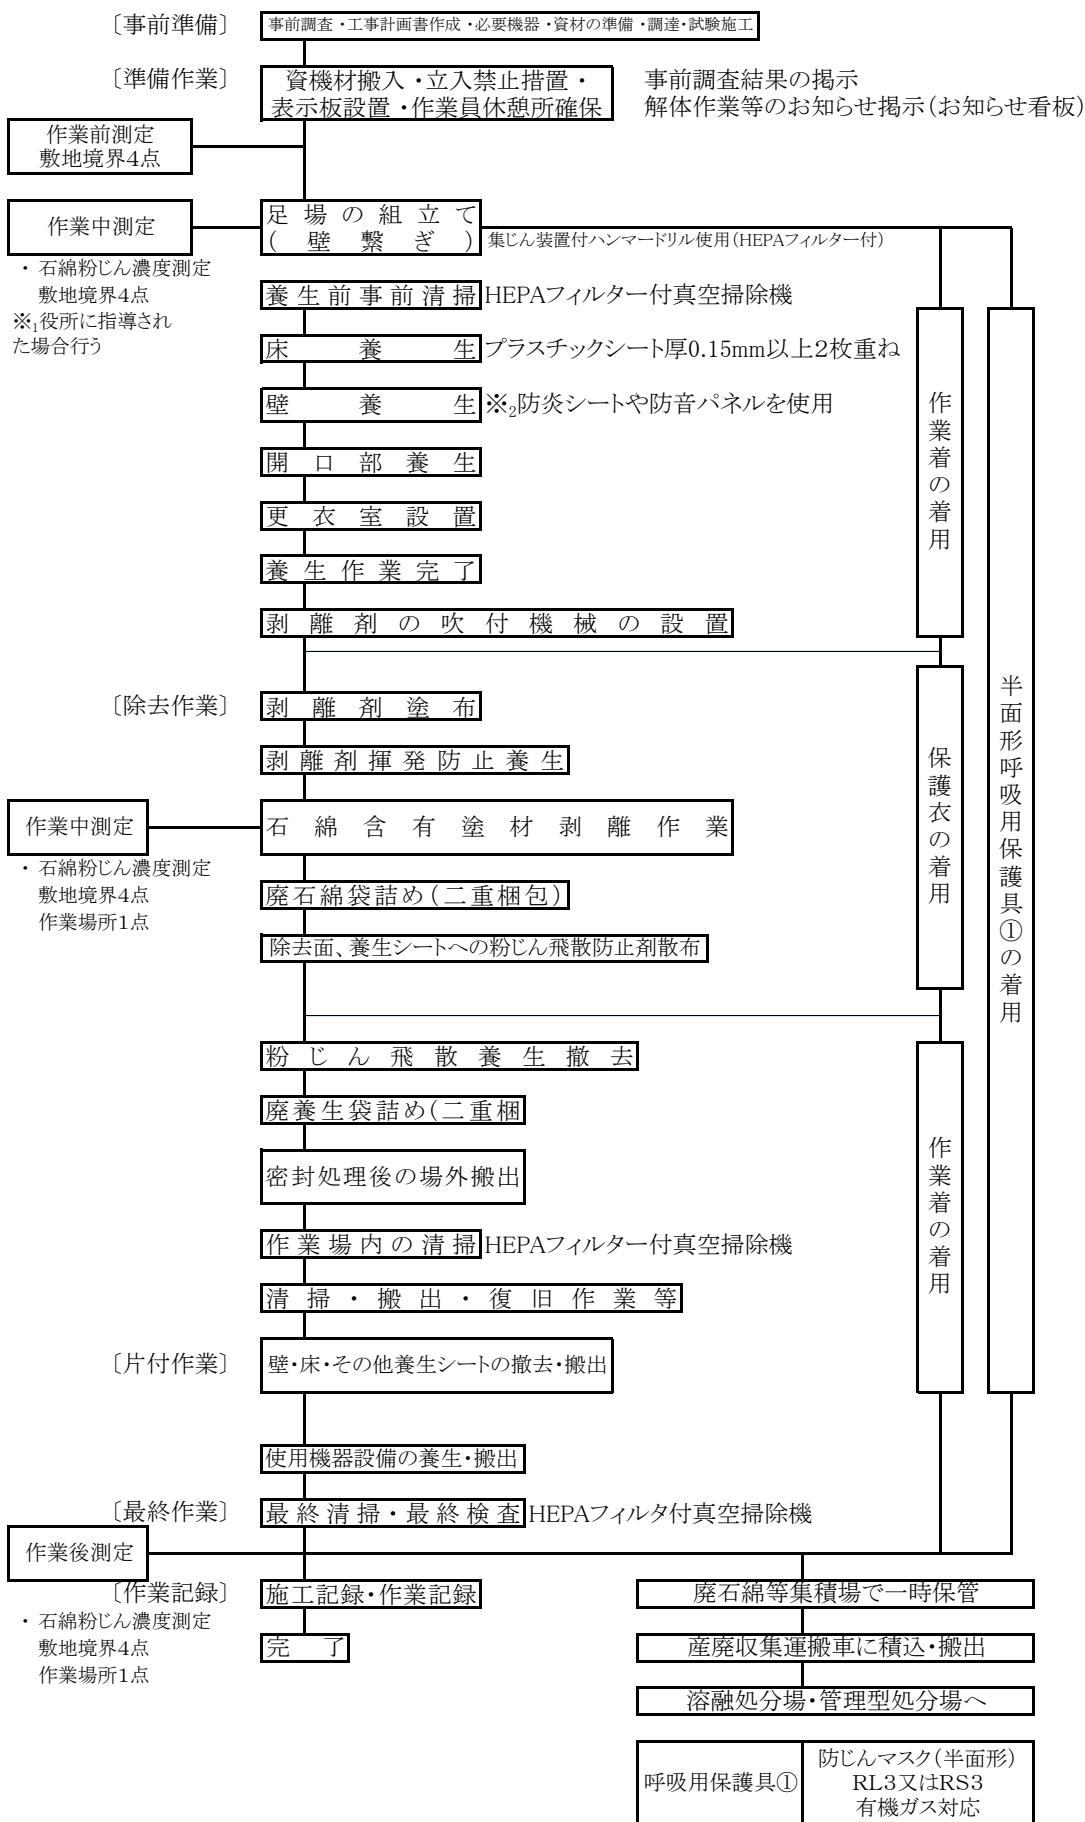 〔事前準備〕
事前調査・工事計画書作成・必要機器・資材の準備・調達・試験施工
〔準備作業〕
資機材搬入・立入禁止措置・
表示板設置・作業員休憩所確保
事前調査結果の掲示
解体作業等のお知らせ掩示(お知らせ看板)
作業前測定
敷地境界4点
作業中測定
・ 石綿粉じん濃度測定
敷地境界4点
※1役所に指導され
た場合行う
足場の組立て
(壁繋ぎ)
集じん装置付ハンマードリル使用(HEPAフィルター付)
養生前事前清掃
HEPAフィルター付真空掃除機
床養生
プラスチックシート厚0.15mm以上2枚重ね
壁養生
※2防炎シートや防音パネルを使用
開口部養生
更衣室設置
養生作業完了
剥離剤の吹付機械の設置
作業着の着用
半面形呼吸用保護具①の着用
〔除去作業〕
剥離剤塗布
剥離剤揮発防止養生
作業中測定
・ 石綿粉じん濃度測定
敷地境界4点
作業場所1点
石綿含有塗材剥離作業
廃石綿袋詰め(二重梱包)
除去面、養生シートへの粉じん飛散防止剤散布
保護衣の着用
粉じん飛散養生撤去
廃養生袋詰め(二重梱
密封処理後の場外搬出
作業場内の清掃
HEPAフィルター付真空掃除機
清掃・搬出・復旧作業等
作業着の着用
〔片付作業〕
壁・床・その他養生シートの撤去・搬出
使用機器設備の養生・搬出
〔最終作業〕
最終清掃・最終検査
HEPAフィルタ付真空掃除機
作業後測定
〔作業記録〕
・ 石綿粉じん濃度測定
敷地境界4点
作業場所1点
施工記録・作業記録
完了
廃石綿等集積場で一時保管
産廃収集運搬車に積込・搬出
溶融処分場・管理型処分場へ
呼吸用保護具①
防じんマスク(半面形)
RL3又はRS3
有機ガス対応